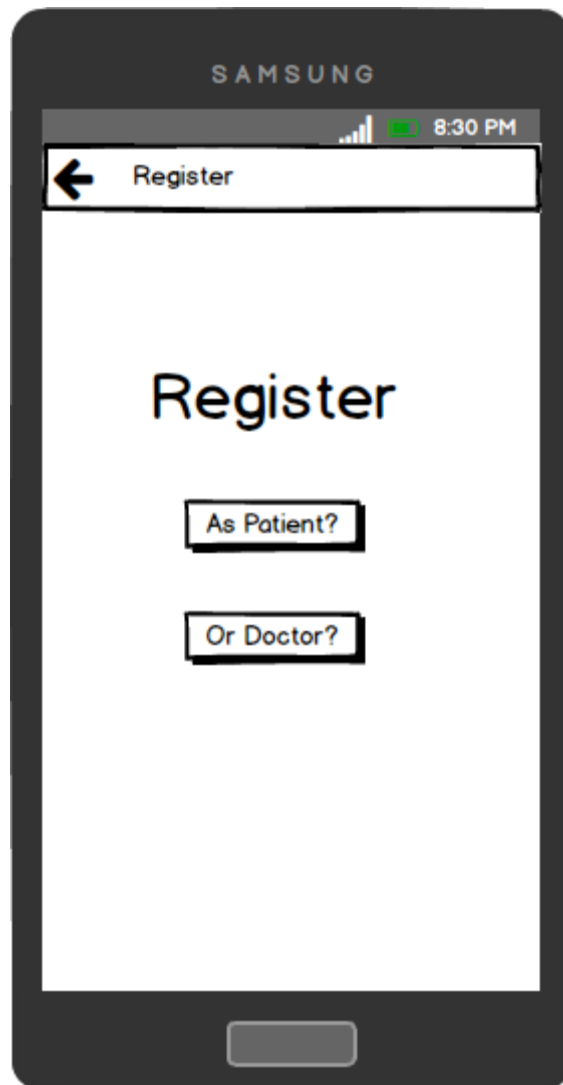 SAMSUNG
8:30 PM
Register
Register
As Patient?
Or Doctor?